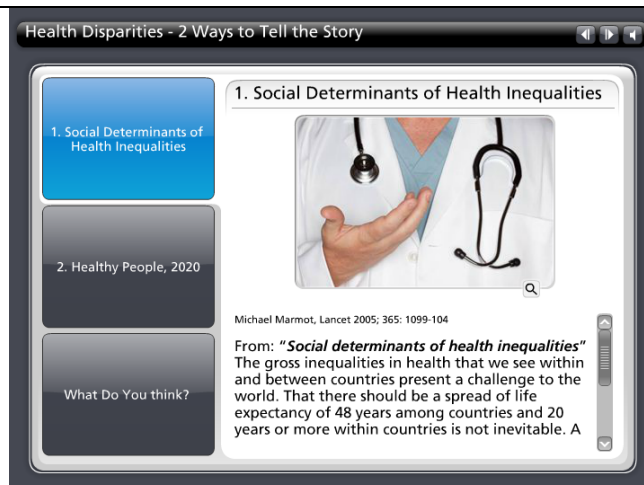 Health Disparities - 2 Ways to Tell the Story
1. Social Determinants of
Health Inequalities
2. Healthy People, 2020
What Do You think?
1. Social Determinants of Health Inequalities
Michael Marmot, Lancet 2005; 365: 1099-104
From: "Social determinants of health inequalities"
The gross inequalities in health that we see within
and between countries present a challenge to the
world. That there should be a spread of life
expectancy of 48 years among countries and 20
years or more within countries is not inevitable. A